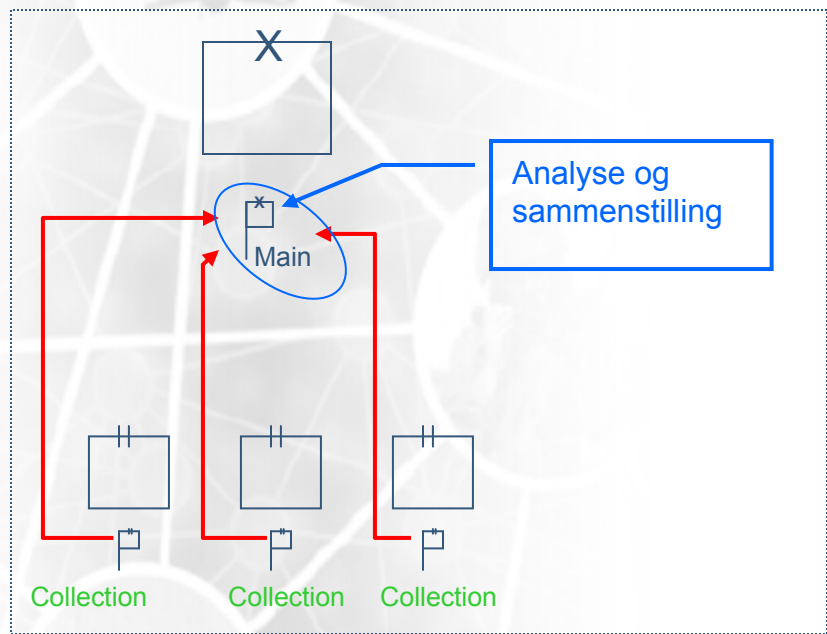 X
Analyse og
sammenstilling
x
Main
Collection
Collection
Collection